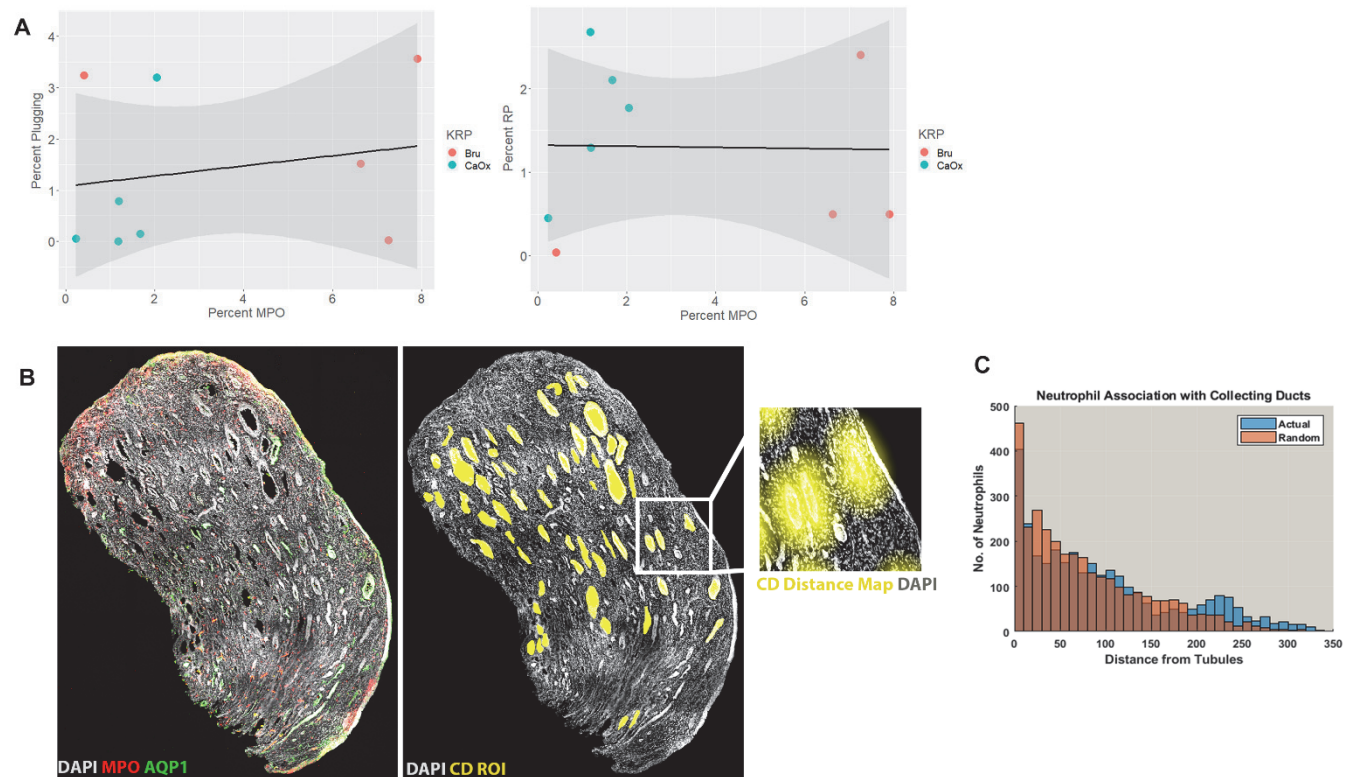 A
4
3
2
1
0
Percent Plugging
0 2 4 6 8
Percent MPO
KRP
Bru
CaOx
2
1
0
Percent RP
0 2 4 6 8
Percent MPO
KRP
Bru
CaOx
B
DAPI MPO AQP1
DAPI CD ROI
CD Distance Map DAPI
C
Neutrophil Association with Collecting Ducts
500
400
300
200
100
0
No. of Neutrophils
Actual
Random
0 50 100 150 200 250 300 350
Distance from Tubules